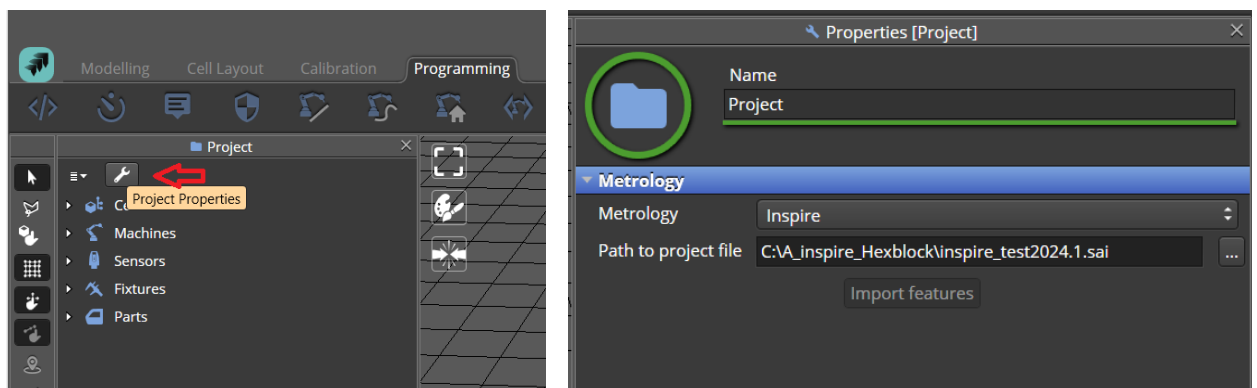 Modelling Cell Layout Calibration Programming
Project
Project Properties
Machines
Sensors
Fixtures
Parts
Properties [Project]
Name
Project
Metrology
Metrology Inspire
Path to project file C:\A_inspire_Hexblock\inspire_test2024.1.sai ...
Import features